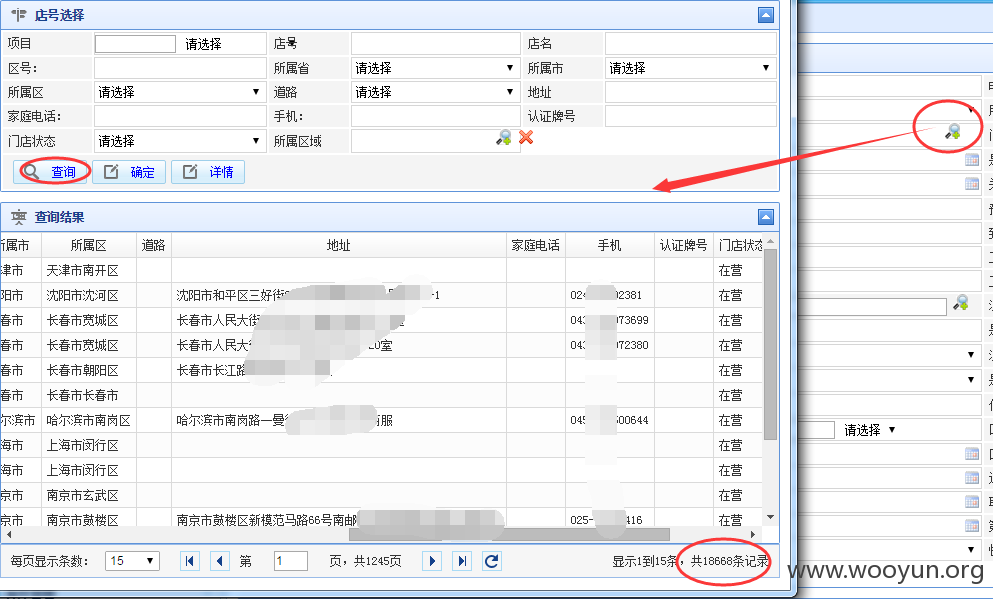 店号选择
项目 请选择 店号 店名
区号: 所属省 请选择 所属市 请选择
所属区 请选择 道路 请选择 地址
家庭电话: 手机: 认证牌号
门店状态 请选择 所属区域
查询 确定 详情
查询结果
所属市 所属区 道路 地址 家庭电话 手机 认证牌号 门店状态
津市 天津市南开区 在营
阳市 沈阳市沈河区 沈阳市和平区三好街 -1 024 02381 在营
春市 长春市宽城区 长春市人民大街 043 073699 在营
春市 长春市宽城区 长春市人民大 20室 043 072380 在营
春市 长春市朝阳区 长春市长江路 在营
春市 长春市长春市 在营
尔滨市 哈尔滨市南岗区 哈尔滨市南岗路一曼 商服 045 500644 在营
海市 上海市闵行区 在营
海市 上海市闵行区 在营
京市 南京市玄武区 在营
京市 南京市鼓楼区 南京市鼓楼区新模范马路66号南邮 025- 416 在营
请选择
每页显示条数: 15 第 1 页，共1245页 显示1到15条，共18668条记录
www.wooyun.org